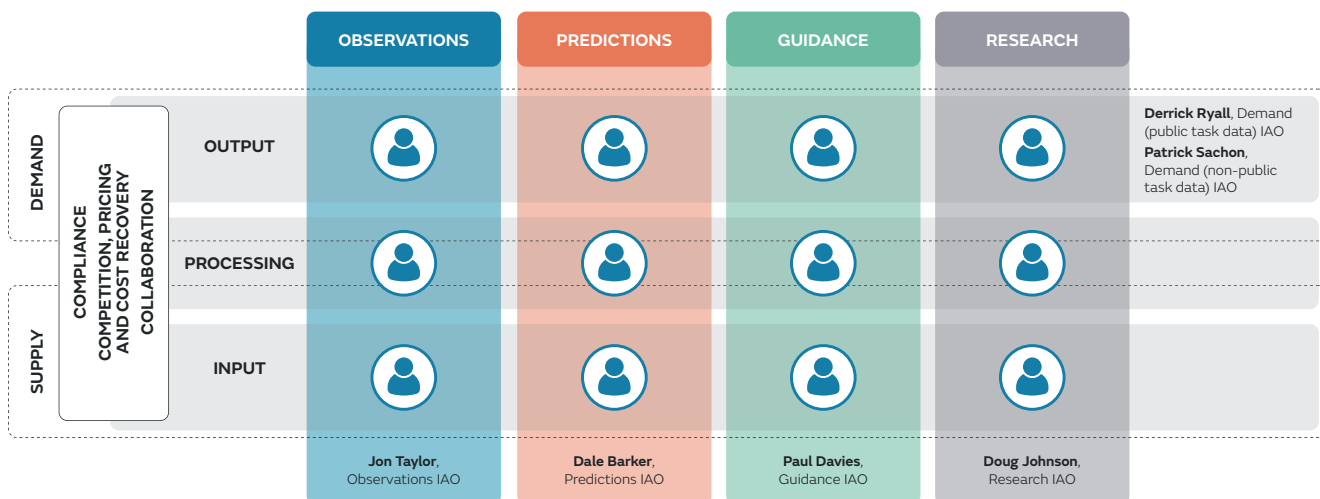 OBSERVATIONS
PREDICTIONS
GUIDANCE
RESEARCH
DEMAND
SUPPLY
COMPLIANCE
COMPETITION, PRICING
AND COST RECOVERY
COLLABORATION
OUTPUT
Derrick Ryall, Demand
(public task data) IAO
Patrick Sachon,
Demand (non-public
task data) IAO
PROCESSING
INPUT
Jon Taylor,
Observations IAO
Dale Barker,
Predictions IAO
Paul Davies,
Guidance IAO
Doug Johnson,
Research IAO